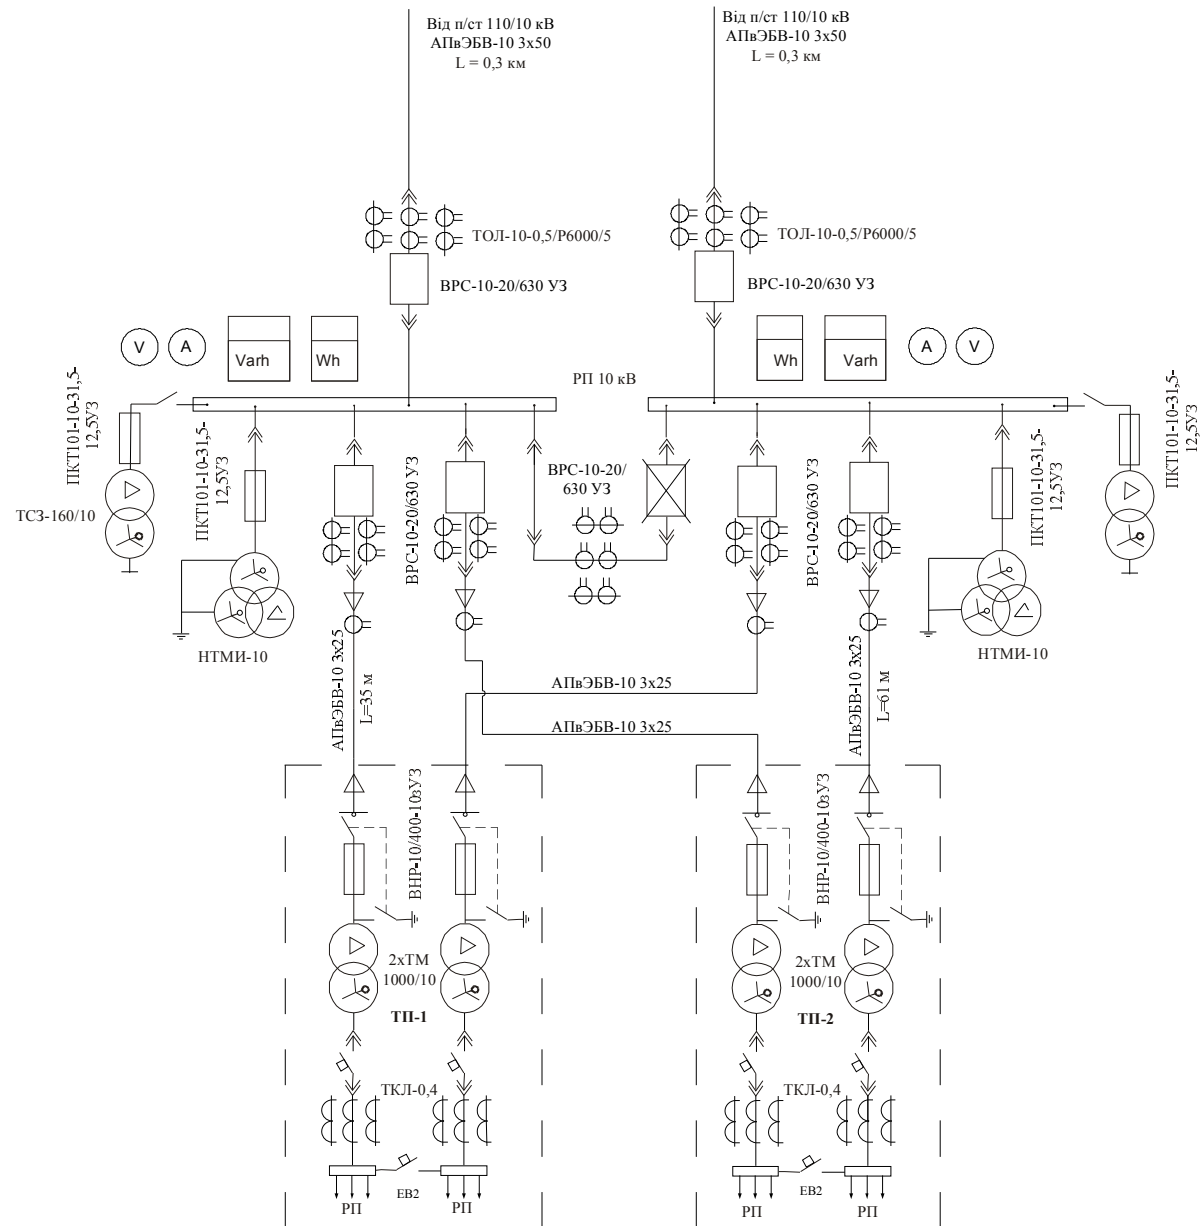 Від п/ст 110/10 кВ
АПвЭБВ-10 3х50
L = 0,3 км
Від п/ст 110/10 кВ
АПвЭБВ-10 3х50
L = 0,3 км
ТОЛ-10-0,5/Р6000/5
ТОЛ-10-0,5/Р6000/5
ВРС-10-20/630 УЗ
ВРС-10-20/630 УЗ
V
A
Varh
Wh
Wh
Varh
A
V
РП 10 кВ
ПКТ101-10-31,5-
12,5УЗ
ПКТ101-10-31,5-
12,5УЗ
ВРС-10-20/630 УЗ
ВРС-10-20/
630 УЗ
ВРС-10-20/630 УЗ
ПКТ101-10-31,5-
12,5УЗ
ПКТ101-10-31,5-
12,5УЗ
ТСЗ-160/10
НТМИ-10
НТМИ-10
АПвЭБВ-10 3х25
L=35 м
АПвЭБВ-10 3х25
АПвЭБВ-10 3х25
АПвЭБВ-10 3х25
L=61 м
ВНР-10/400-10зУЗ
ВНР-10/400-10зУЗ
2хТМ
1000/10
2хТМ
1000/10
ТП-1
ТП-2
ТКЛ-0,4
ТКЛ-0,4
ЕВ2
ЕВ2
РП
РП
РП
РП